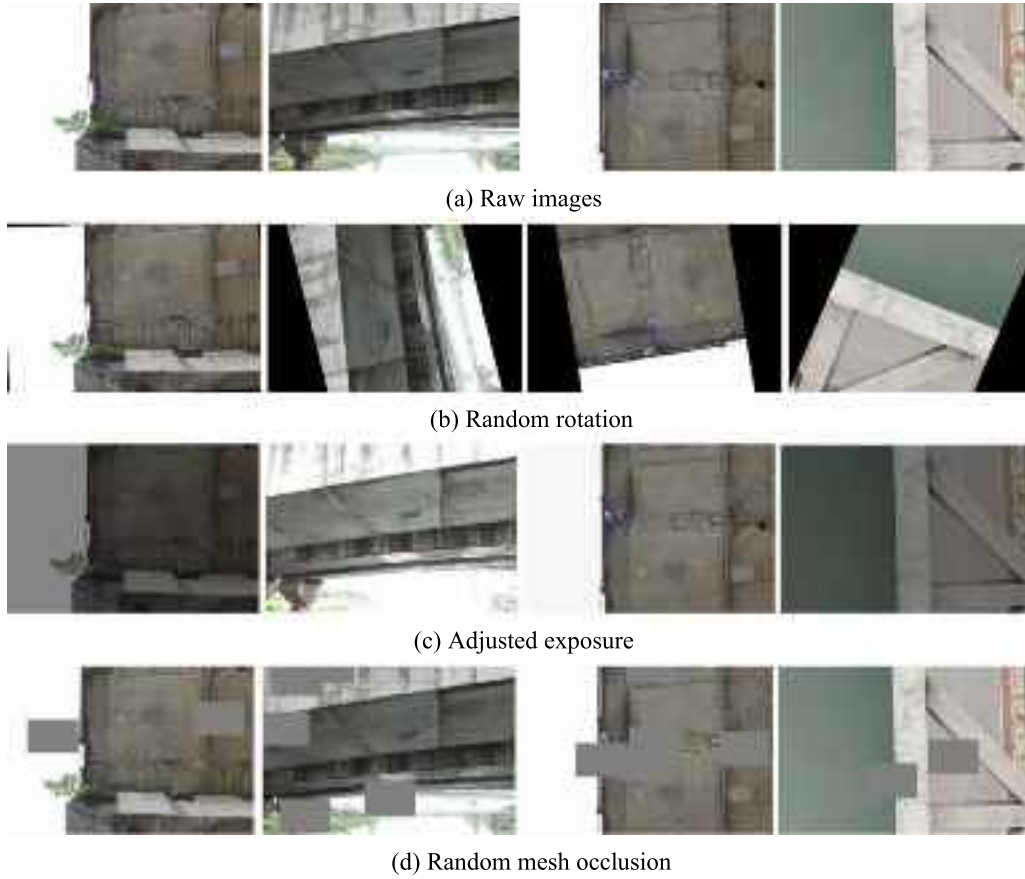 (a) Raw images
(b) Random rotation
(c) Adjusted exposure
(d) Random mesh occlusion